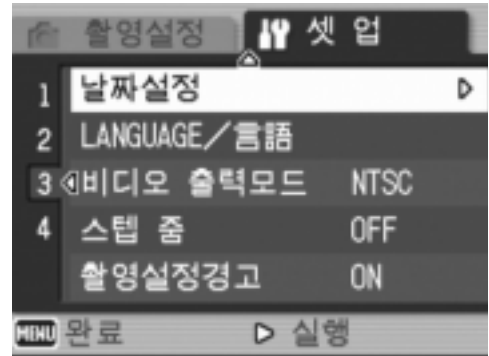 촬영설정 셋 업
1 날짜설정
2 LANGUAGE/言語
3 비디오 출력모드 NTSC
4 스텝 줌 OFF
촬영설정경고 ON
MENU 완료 실행